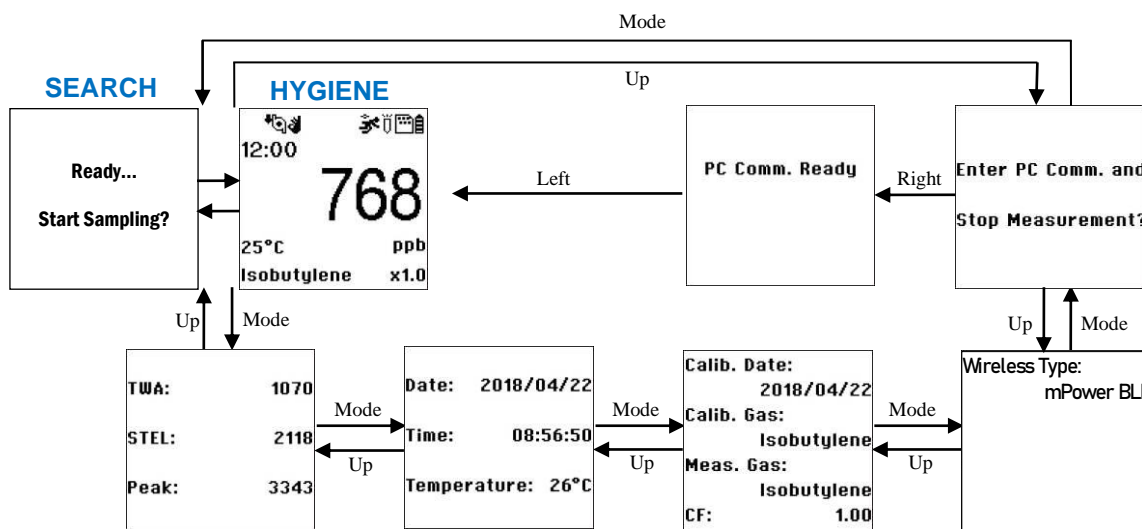 Mode
Up
SEARCH
HYGIENE
Ready...
Start Sampling?
12:00
768
25°C ppb
Isobutylene x1.0
Left
PC Comm. Ready
Right
Enter PC Comm. and
Stop Measurement?
Up
Mode
Up
Mode
TWA: 1070
STEL: 2118
Peak: 3343
Mode
Up
Date: 2018/04/22
Time: 08:56:50
Temperature: 26°C
Mode
Up
Calib. Date:
2018/04/22
Calib. Gas:
Isobutylene
Meas. Gas:
Isobutylene
CF: 1.00
Mode
Up
Wireless Type:
mPower BL